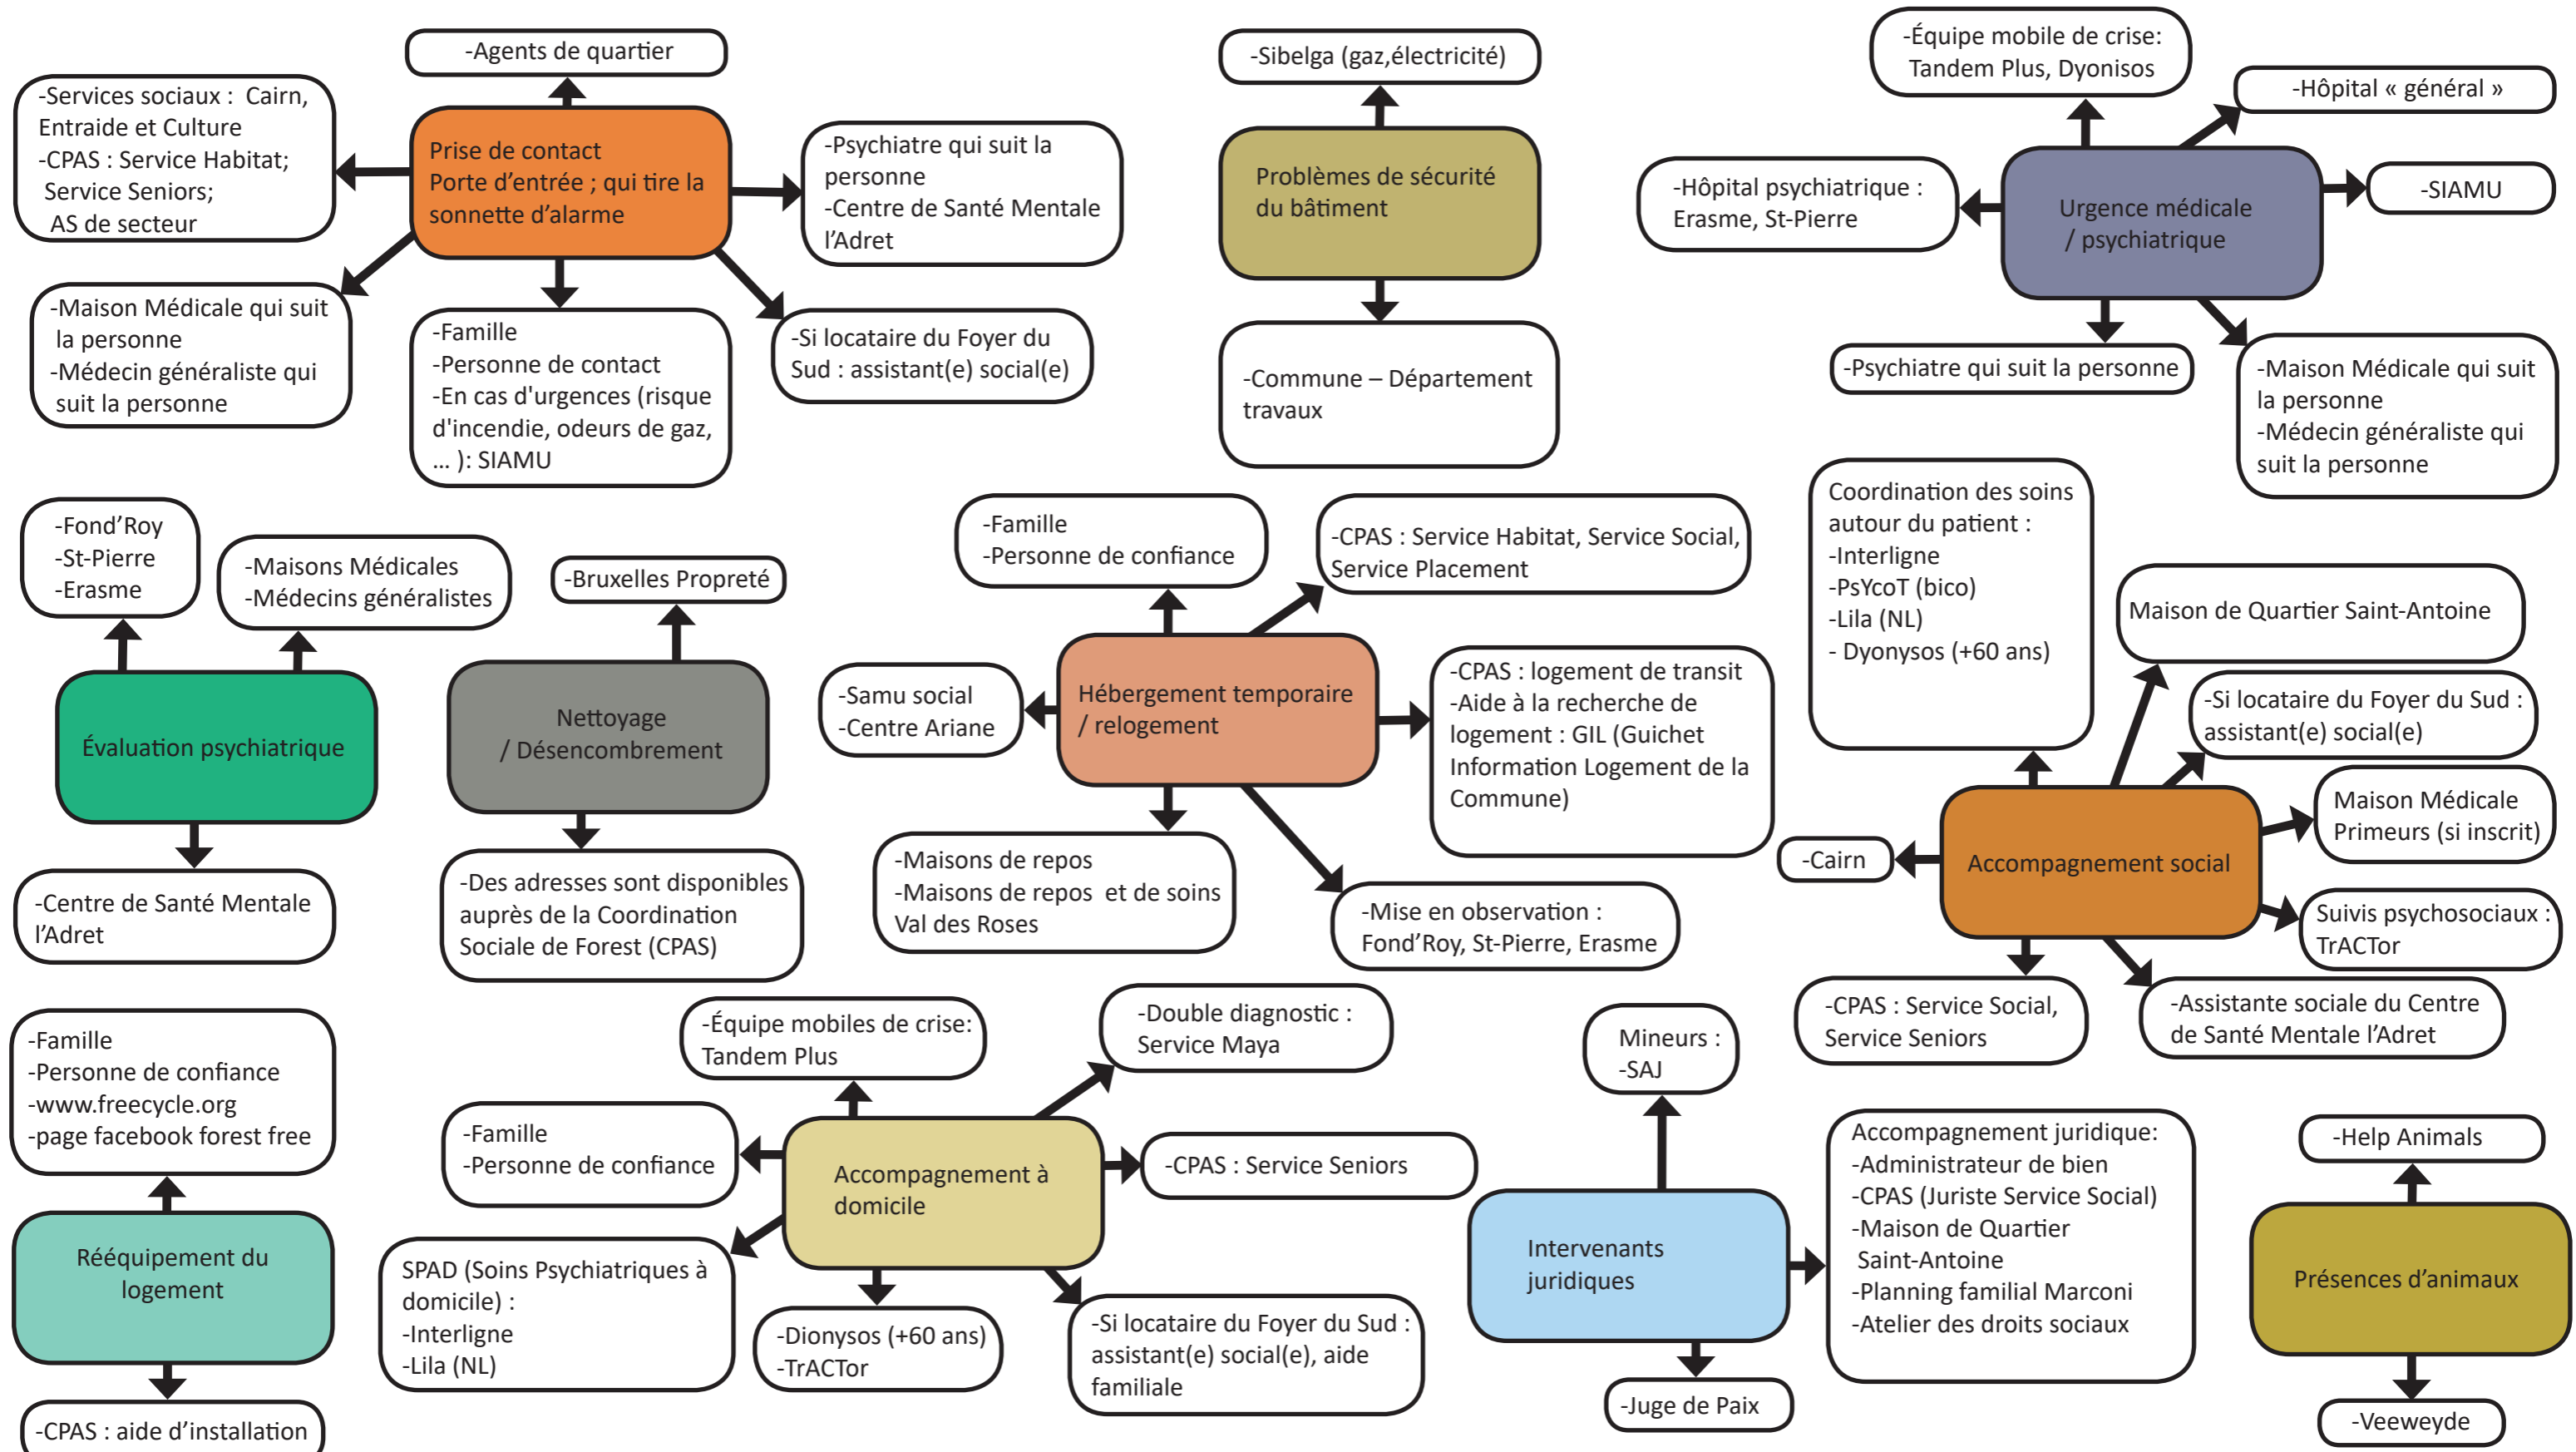 -Agents de quartier
-Services sociaux :  Cairn,
Entraide et Culture
-CPAS : Service Habitat;
Service Seniors;
AS de secteur
Prise de contact
Porte d’entrée ; qui tire la
sonnette d’alarme
-Psychiatre qui suit la
personne
-Centre de Santé Mentale
l’Adret
-Maison Médicale qui suit
la personne
-Médecin généraliste qui
suit la personne
-Famille
-Personne de contact
-En cas d'urgences (risque
d'incendie, odeurs de gaz,
... ): SIAMU
-Si locataire du Foyer du
Sud : assistant(e) social(e)
-Sibelga (gaz,électricité)
Problèmes de sécurité
du bâtiment
-Commune – Département
travaux
-Équipe mobile de crise:
Tandem Plus, Dyonisos
-Hôpital « général »
-Hôpital psychiatrique :
Erasme, St-Pierre
Urgence médicale
/ psychiatrique
-SIAMU
-Psychiatre qui suit la personne
-Maison Médicale qui suit
la personne
-Médecin généraliste qui
suit la personne
-Fond’Roy
-St-Pierre
-Erasme
-Maisons Médicales
-Médecins généralistes
Évaluation psychiatrique
-Centre de Santé Mentale
l’Adret
-Bruxelles Propreté
Nettoyage
/ Désencombrement
-Des adresses sont disponibles
auprès de la Coordination
Sociale de Forest (CPAS)
-Famille
-Personne de confiance
-CPAS : Service Habitat, Service Social,
Service Placement
-Samu social
-Centre Ariane
Hébergement temporaire
/ relogement
-CPAS : logement de transit
-Aide à la recherche de
logement : GIL (Guichet
Information Logement de la
Commune)
-Maisons de repos
-Maisons de repos  et de soins
Val des Roses
-Mise en observation :
Fond’Roy, St-Pierre, Erasme
Coordination des soins
autour du patient :
-Interligne
-PsYcoT (bico)
-Lila (NL)
- Dyonysos (+60 ans)
Maison de Quartier Saint-Antoine
-Si locataire du Foyer du Sud :
assistant(e) social(e)
Maison Médicale
Primeurs (si inscrit)
-Cairn
Accompagnement social
Suivis psychosociaux :
TrACTor
-CPAS : Service Social,
Service Seniors
-Assistante sociale du Centre
de Santé Mentale l’Adret
-Famille
-Personne de confiance
-www.freecycle.org
-page facebook forest free
Rééquipement du
logement
-CPAS : aide d’installation
-Équipe mobiles de crise:
Tandem Plus
-Double diagnostic :
Service Maya
-Famille
-Personne de confiance
Accompagnement à
domicile
-CPAS : Service Seniors
SPAD (Soins Psychiatriques à
domicile) :
-Interligne
-Lila (NL)
-Dionysos (+60 ans)
-TrACTor
-Si locataire du Foyer du Sud :
assistant(e) social(e), aide
familiale
Mineurs :
-SAJ
Intervenants
juridiques
Accompagnement juridique:
-Administrateur de bien
-CPAS (Juriste Service Social)
-Maison de Quartier
Saint-Antoine
-Planning familial Marconi
-Atelier des droits sociaux
-Juge de Paix
-Help Animals
Présences d’animaux
-Veeweyde